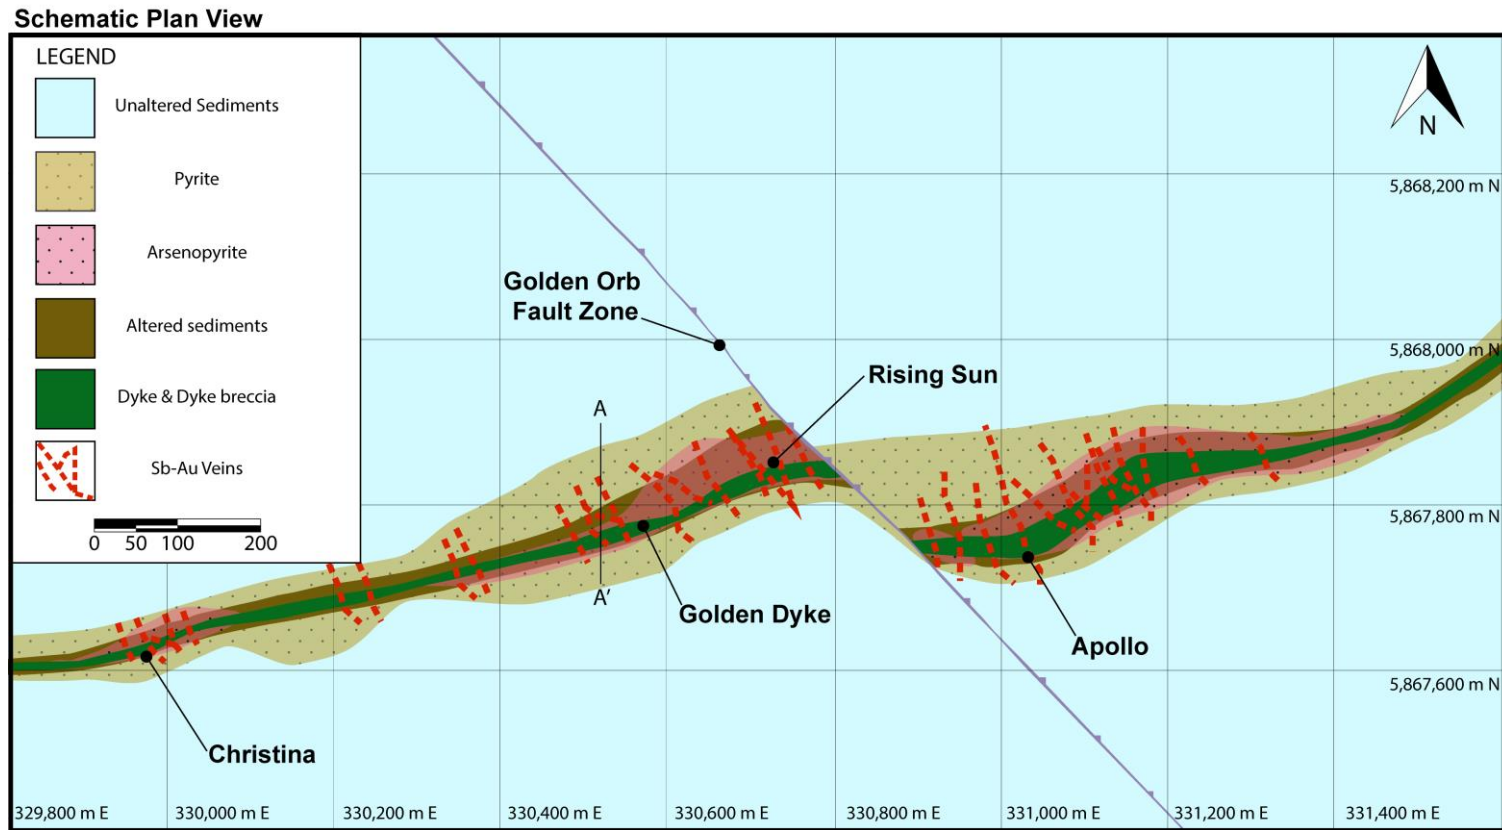 Schematic Plan View
LEGEND
Unaltered Sediments
Pyrite
Arsenopyrite
Altered sediments
Dyke & Dyke breccia
Sb-Au Veins
0 50 100 200
N
5,868,200 m N
Golden Orb
Fault Zone
5,868,000 m N
Rising Sun
A
5,867,800 m N
A'
Golden Dyke
Apollo
5,867,600 m N
Christina
329,800 m E 330,000 m E 330,200 m E 330,400 m E 330,600 m E 330,800 m E 331,000 m E 331,200 m E 331,400 m E